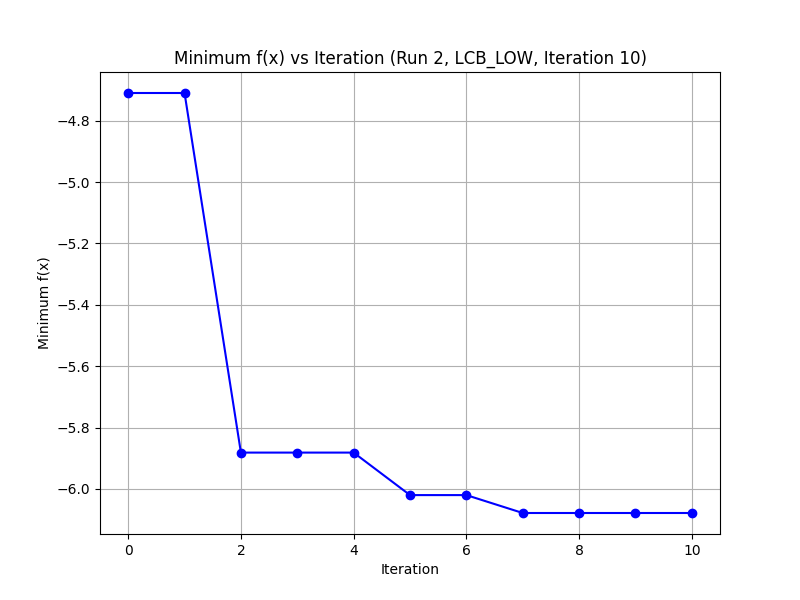 Minimum f(x) vs Iteration (Run 2, LCB_LOW, Iteration 10)
−4.8
−5.0
−5.2
−5.4
−5.6
−5.8
−6.0
Minimum f(x)
0 2 4 6 8 10
Iteration